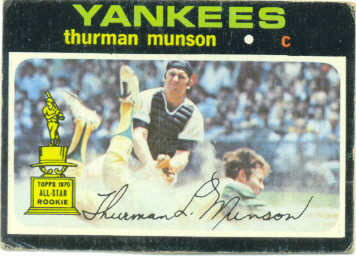 YANKEES
thurman munson • c
TOPPS 1970
ALL-STAR
ROOKIE
Thurman L. Munson